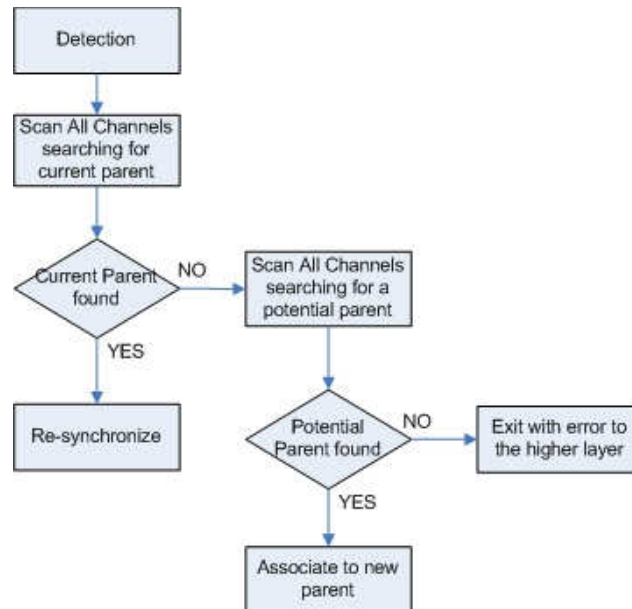 Detection
Scan All Channels
searching for
current parent
Current Parent
found
NO
YES
Re-synchronize
Scan All Channels
searching for a
potential parent
Potential
Parent found
NO
YES
Exit with error to
the higher layer
Associate to new
parent